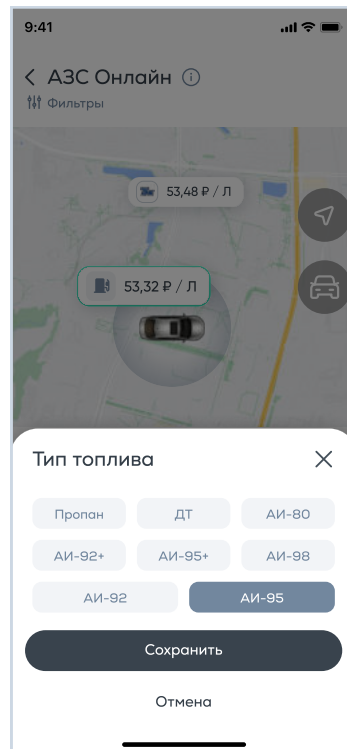 9:41
АЗС Онлайн
Фильтры
53,48 ₽ / Л
53,32 ₽ / Л
Тип топлива
Пропан ДТ АИ-80
АИ-92+ АИ-95+ АИ-98
АИ-92 АИ-95
Сохранить
Отмена